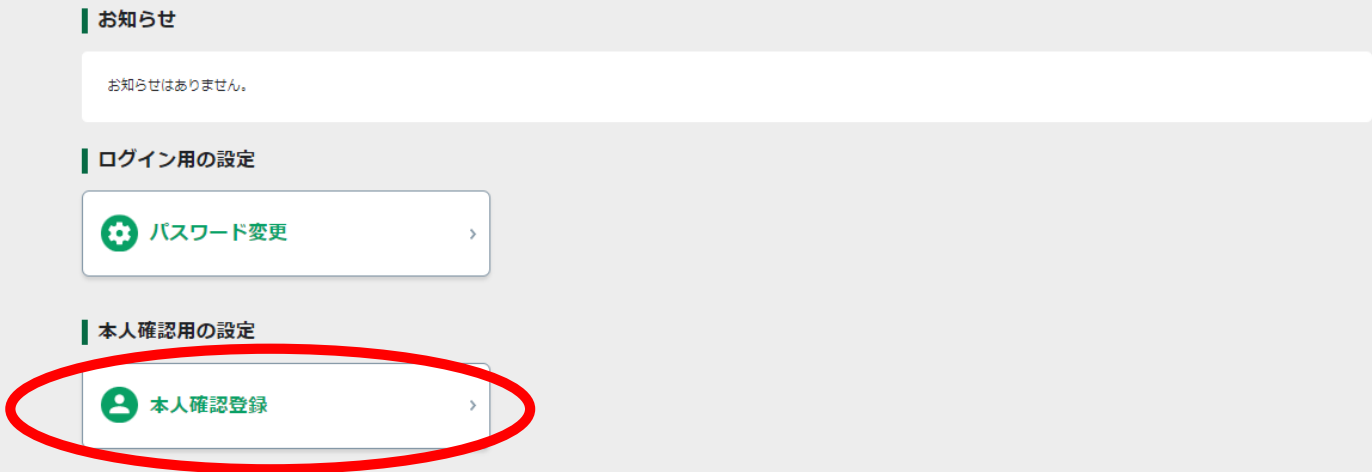 お知らせ
お知らせはありません。
ログイン用の設定
パスワード変更
本人確認用の設定
本人確認登録